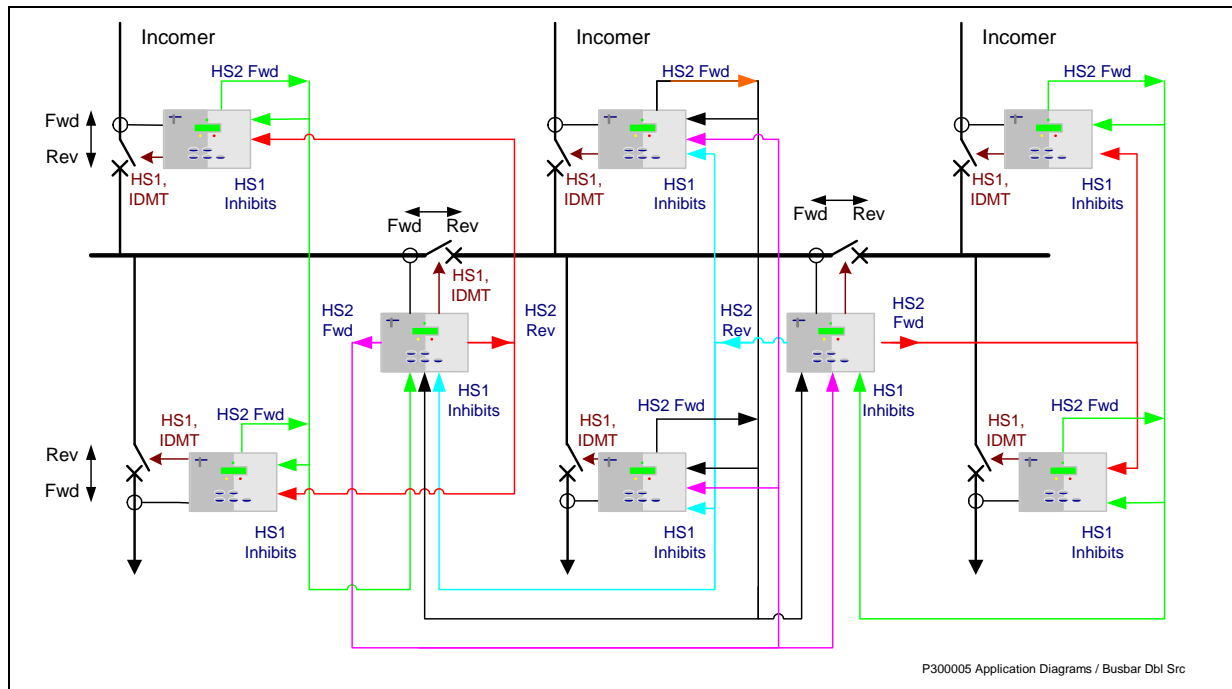 Incomer
Incomer
Incomer
HS2 Fwd
HS2 Fwd
HS2 Fwd
Fwd
Rev
HS1,
IDMT
HS1
Inhibits
HS1,
IDMT
HS1
Inhibits
HS1,
IDMT
HS1
Inhibits
Fwd
Rev
Fwd
Rev
HS1,
IDMT
HS2
Fwd
HS2
Rev
HS2
Rev
HS1,
IDMT
HS2
Fwd
HS1
Inhibits
HS1
Inhibits
HS2 Fwd
HS2 Fwd
HS2 Fwd
Rev
Fwd
HS1,
IDMT
HS1
Inhibits
HS1,
IDMT
HS1
Inhibits
HS1,
IDMT
HS1
Inhibits
P300005 Application Diagrams / Busbar Dbl Src